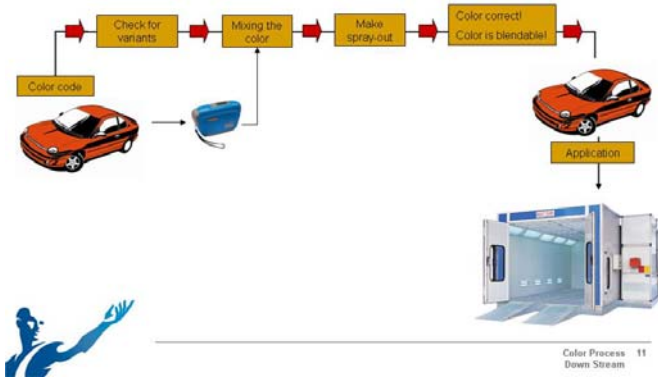 Color code
Check for
variants
Mixing the
color
Make
spray-out
Color correct!
Color is blendable!
Application
Color Process 11
Down Stream